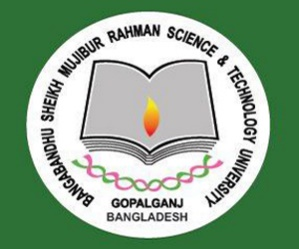 BANGABANDHU SHEIKH MUJIBUR RAHMAN SCIENCE & TECHNOLOGY UNIVERSITY
GOPALGANJ
BANGLADESH